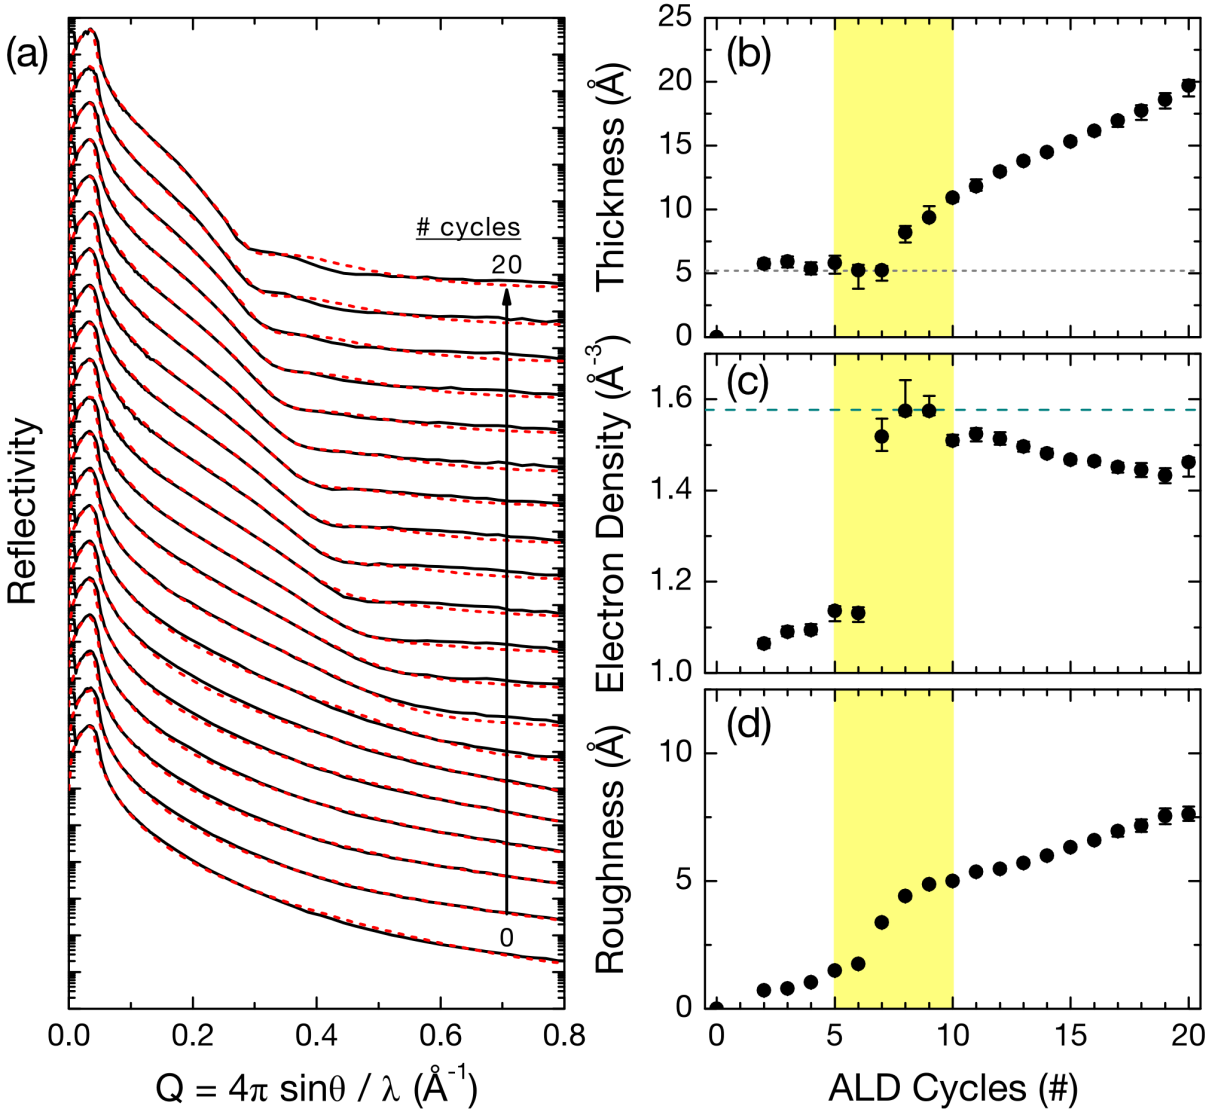 (a)
Reflectivity
# cycles
20
0
0.0 0.2 0.4 0.6 0.8
Q = 4π sinθ / λ (Å⁻¹)
(b)
Thickness (Å)
25
20
15
10
5
0
(c)
Electron Density (Å⁻³)
1.6
1.4
1.2
1.0
(d)
Roughness (Å)
10
5
0
0 5 10 15 20
ALD Cycles (#)